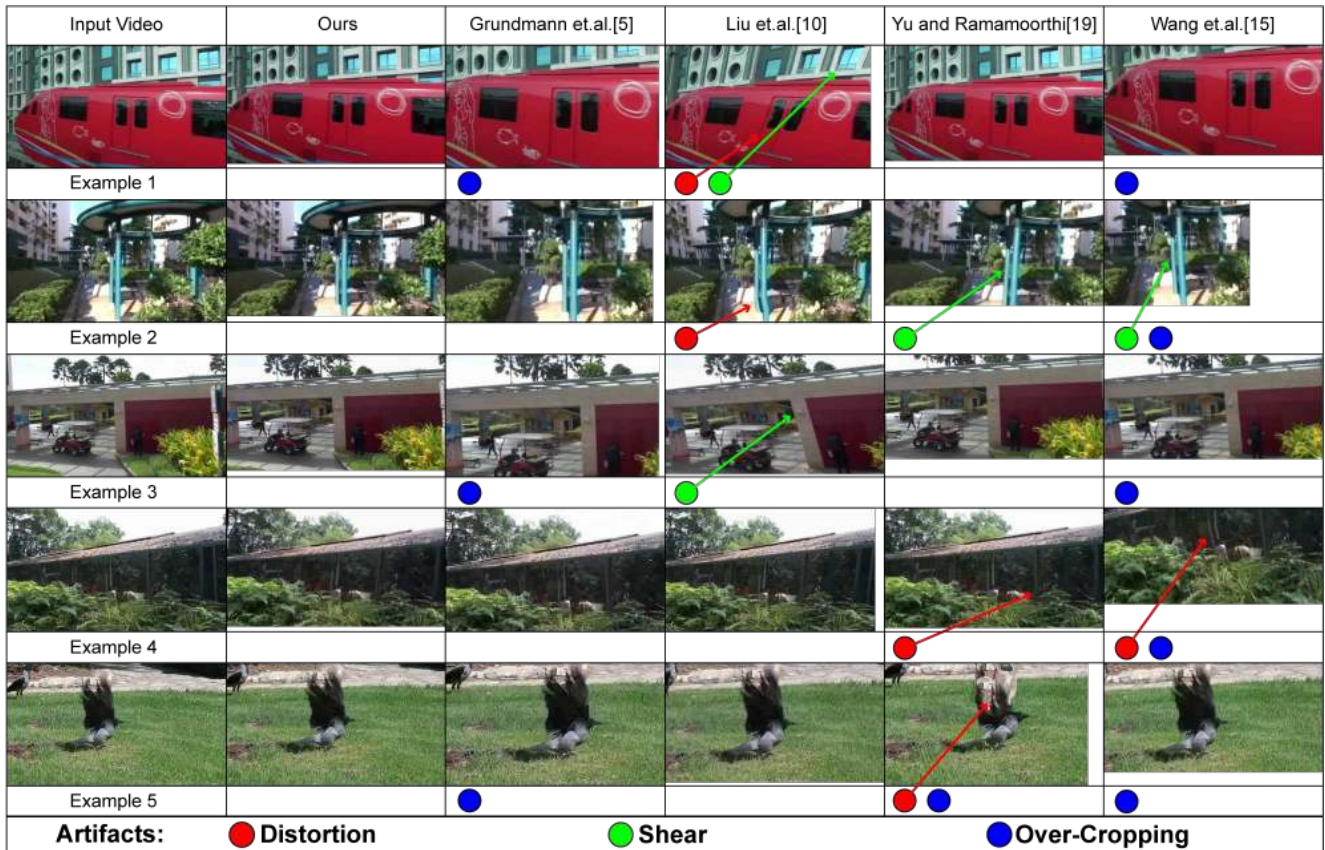 Input Video
Ours
Grundmann et.al.[5]
Liu et.al.[10]
Yu and Ramamoorthi[19]
Wang et.al.[15]
Example 1
Example 2
Example 3
Example 4
Example 5
Artifacts: Distortion Shear Over-Cropping